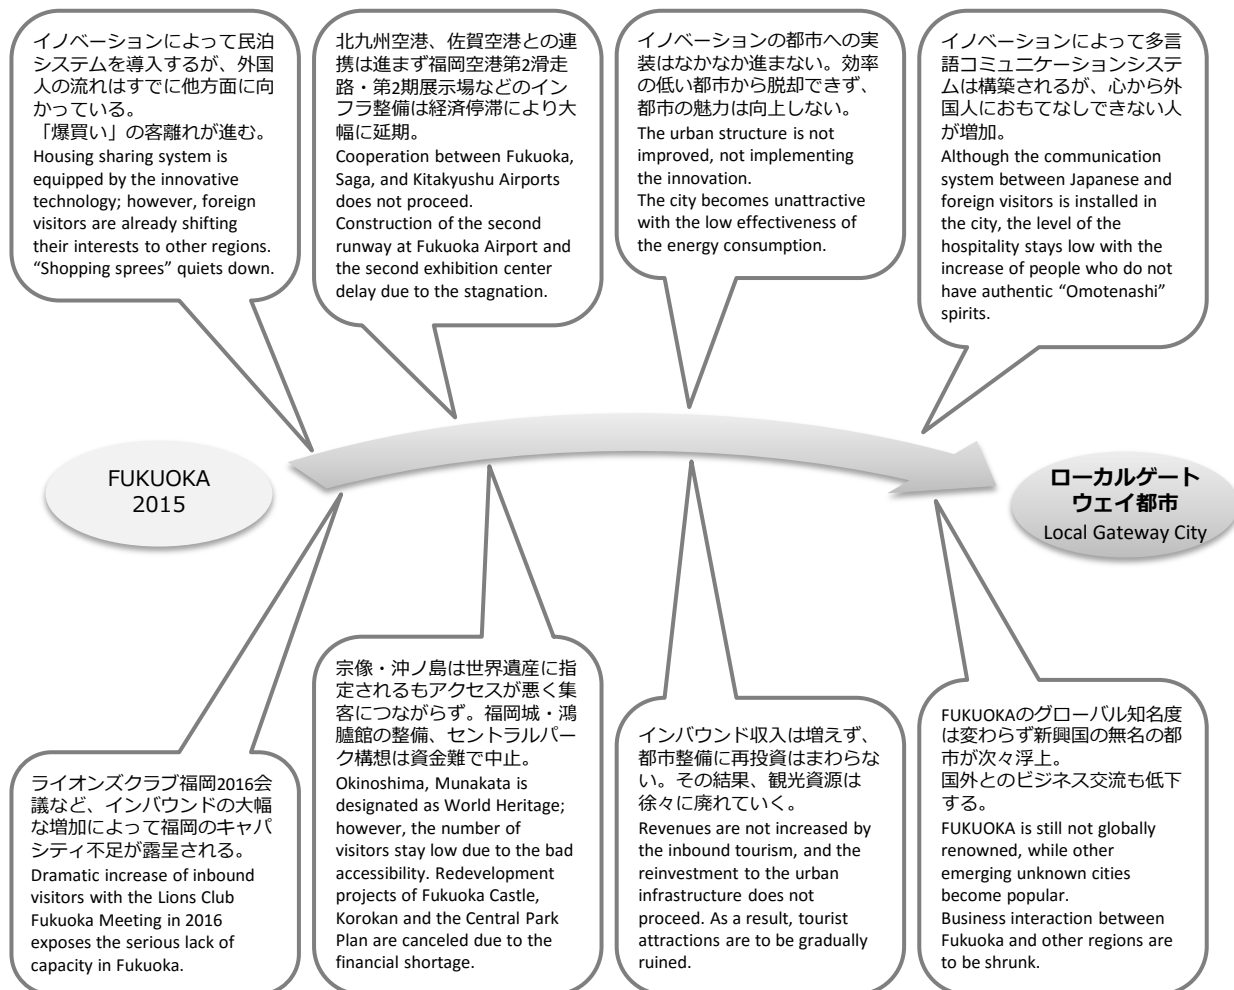 イノベーションによって民泊
システムを導入するが、外国
人の流れはすでに他方面に向
かっている。
「爆買い」の客離れが進む。
Housing sharing system is
equipped by the innovative
technology; however, foreign
visitors are already shifting
their interests to other regions.
“Shopping sprees” quiets down.
北九州空港、佐賀空港との連
携は進まず福岡空港第2滑走
路・第2期展示場などのイン
フラ整備は経済停滞により大
幅に延期。
Cooperation between Fukuoka,
Saga, and Kitakyushu Airports
does not proceed.
Construction of the second
runway at Fukuoka Airport and
the second exhibition center
delay due to the stagnation.
イノベーションの都市への実
装はなかなか進まない。効率
の低い都市から脱却できず、
都市の魅力は向上しない。
The urban structure is not
improved, not implementing
the innovation.
The city becomes unattractive
with the low effectiveness of
the energy consumption.
イノベーションによって多言
語コミュニケーションシステ
ムは構築されるが、心から外
国人におもてなしできない人
が増加。
Although the communication
system between Japanese and
foreign visitors is installed in
the city, the level of the
hospitality stays low with the
increase of people who do not
have authentic “Omotenashi”
spirits.
FUKUOKA
2015
ローカルゲート
ウェイ都市
Local Gateway City
ライオンズクラブ福岡2016会
議など、インバウンドの大幅
な増加によって福岡のキャパ
シティ不足が露呈される。
Dramatic increase of inbound
visitors with the Lions Club
Fukuoka Meeting in 2016
exposes the serious lack of
capacity in Fukuoka.
宗像・沖ノ島は世界遺産に指
定されるもアクセスが悪く集
客につながらず。福岡城・鴻
臚館の整備、セントラルパー
ク構想は資金難で中止。
Okinoshima, Munakata is
designated as World Heritage;
however, the number of
visitors stay low due to the bad
accessibility. Redevelopment
projects of Fukuoka Castle,
Korokan and the Central Park
Plan are canceled due to the
financial shortage.
インバウンド収入は増えず、
都市整備に再投資はまわらな
い。その結果、観光資源は
徐々に廃れていく。
Revenues are not increased by
the inbound tourism, and the
reinvestment to the urban
infrastructure does not
proceed. As a result, tourist
attractions are to be gradually
ruined.
FUKUOKAのグローバル知名度
は変わらず新興国の無名の都
市が次々浮上。
国外とのビジネス交流も低下
する。
FUKUOKA is still not globally
renowned, while other
emerging unknown cities
become popular.
Business interaction between
Fukuoka and other regions are
to be shrunk.